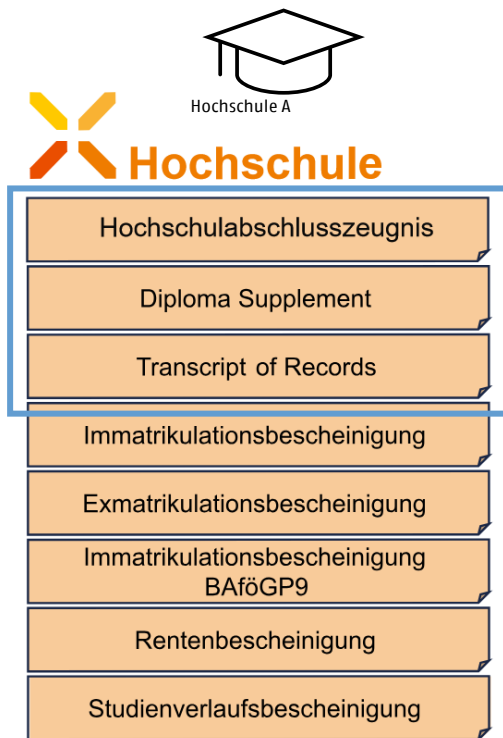 Hochschule A
Hochschule
Hochschulabschlusszeugnis
Diploma Supplement
Transcript of Records
Immatrikulationsbescheinigung
Exmatrikulationsbescheinigung
Immatrikulationsbescheinigung
BAföGP9
Rentenbescheinigung
Studienverlaufsbescheinigung